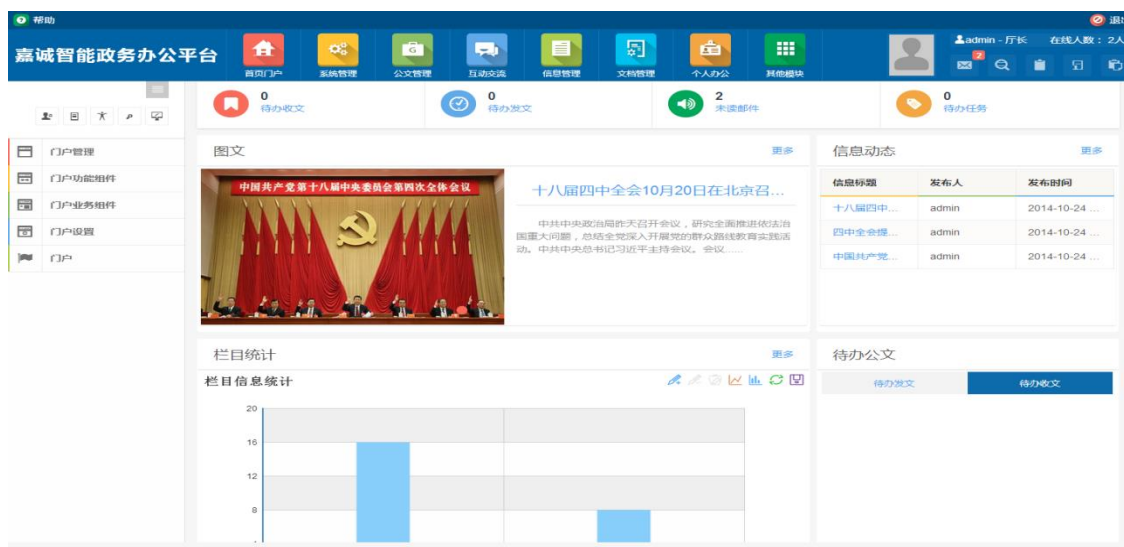 帮助
嘉诚智能政务办公平台
首页门户 系统管理 公文管理 互动交流 信息管理 文档管理 个人办公 其他模块
admin - 厅长 在线人数：2人
2
0
待办收文
0
待办发文
2
未读邮件
0
待办任务
门户管理
门户功能组件
门户业务组件
门户设置
门户
图文 更多
中国共产党第十八届中央委员会第四次全体会议
十八届四中全会10月20日在北京召...
中共中央政治局昨天召开会议，研究全面推进依法治
国重大问题，总结全党深入开展党的群众路线教育实践活
动。中共中央总书记习近平主持会议。会议......
信息动态 更多
信息标题 发布人 发布时间
十八届四中... admin 2014-10-24 ...
四中全会提... admin 2014-10-24 ...
中国共产党... admin 2014-10-24 ...
栏目统计 更多
栏目信息统计
20
16
12
8
待办公文
待办发文 待办收文